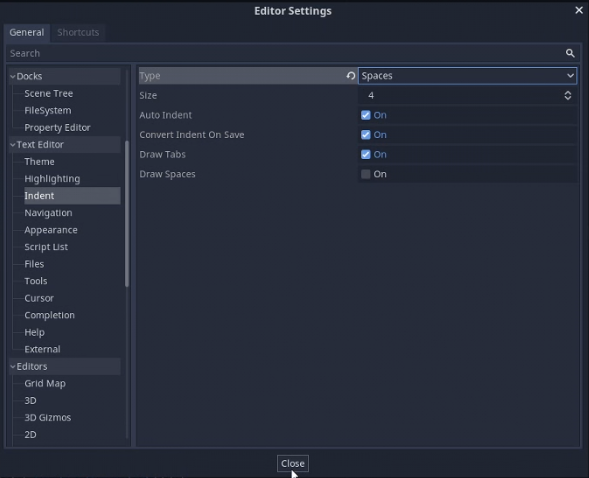 Editor Settings
General Shortcuts
Search
Docks
Scene Tree
FileSystem
Property Editor
Text Editor
Theme
Highlighting
Indent
Navigation
Appearance
Script List
Files
Tools
Cursor
Completion
Help
External
Editors
Grid Map
3D
3D Gizmos
2D
Type Spaces
Size 4
Auto Indent On
Convert Indent On Save On
Draw Tabs On
Draw Spaces On
Close